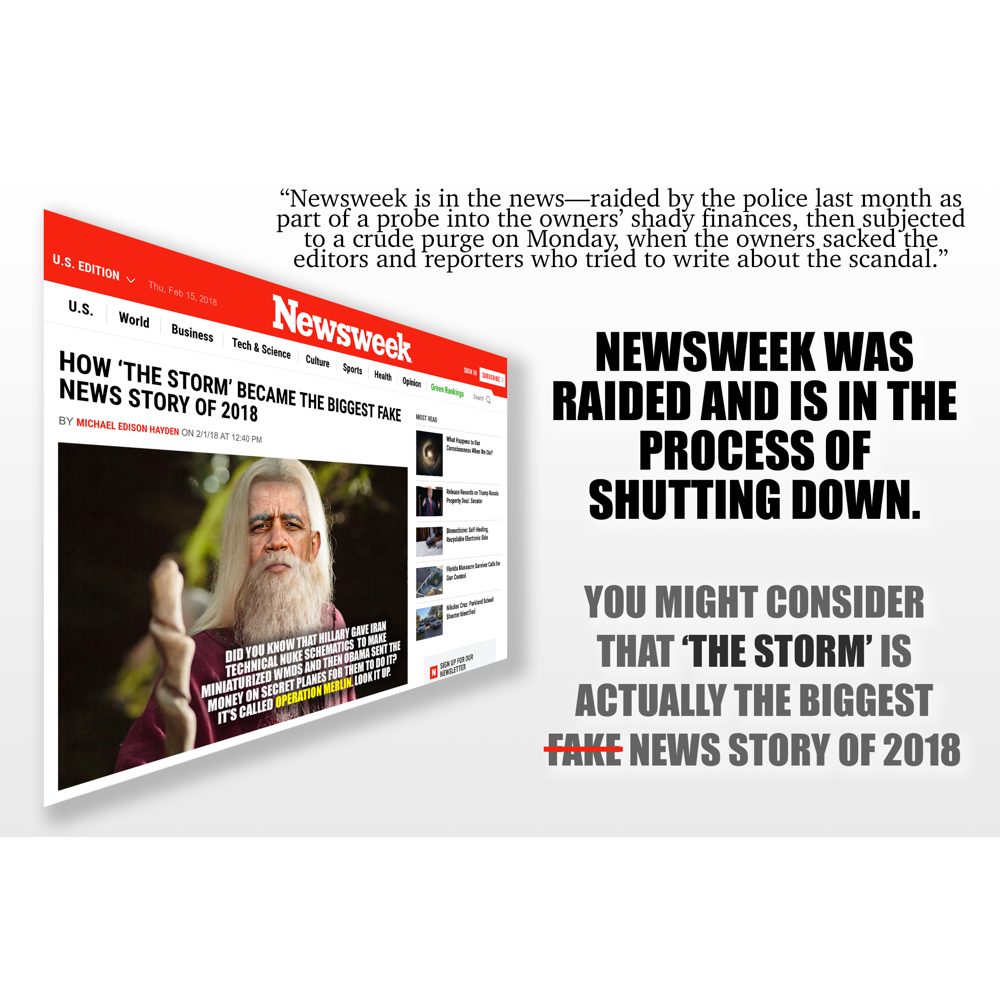 “Newsweek is in the news—raided by the police last month as
part of a probe into the owners’ shady finances, then subjected
to a crude purge on Monday, when the owners sacked the
editors and reporters who tried to write about the scandal.”
U.S. EDITION
Thu, Feb 15, 2018
Newsweek
SIGN IN
SUBSCRIBE
U.S.
World
Business
Tech & Science
Culture
Sports
Health
Opinion
Green Rankings
Search
HOW ‘THE STORM’ BECAME THE BIGGEST FAKE
NEWS STORY OF 2018
BY MICHAEL EDISON HAYDEN ON 2/1/18 AT 12:40 PM
DID YOU KNOW THAT HILLARY GAVE IRAN
TECHNICAL NUKE SCHEMATICS TO MAKE
MINIATURIZED WMDS AND THEN OBAMA SENT THE
MONEY ON SECRET PLANES FOR THEM TO DO IT?
IT’S CALLED OPERATION MERLIN. LOOK IT UP.
MOST READ
What Happens to Our
Consciousness When We Die?
Release Records on Trump Russia
Property Deal: Senator
Biomedicine: Self-Healing,
Recyclable Electronic Skin
Florida Massacre Survivor Calls for
Gun Control
Nikolas Cruz: Parkland School
Shooter Identified
N
SIGN UP FOR OUR
NEWSLETTER
NEWSWEEK WAS
RAIDED AND IS IN THE
PROCESS OF
SHUTTING DOWN.
YOU MIGHT CONSIDER
THAT ‘THE STORM’ IS
ACTUALLY THE BIGGEST
FAKE NEWS STORY OF 2018